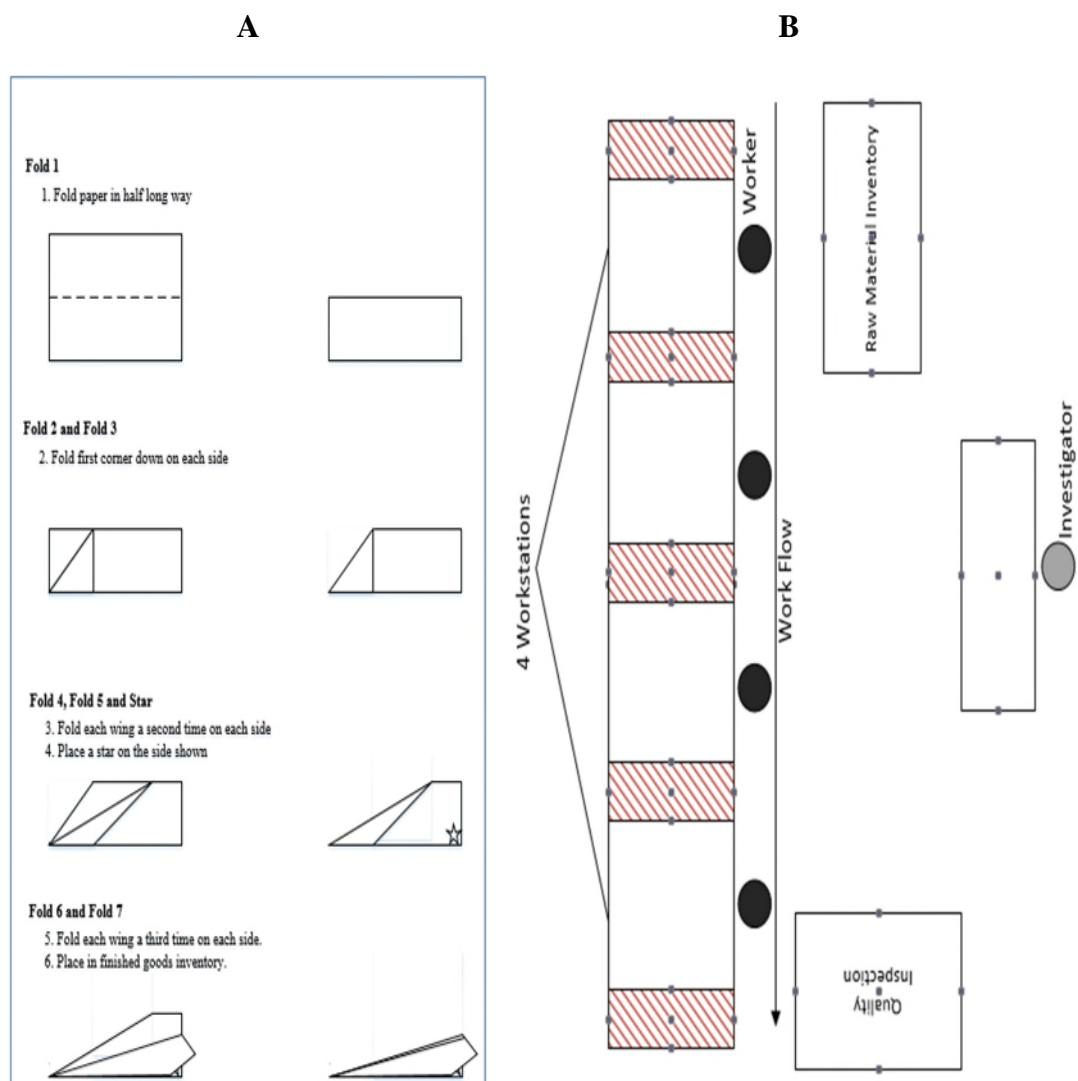 A
B
Fold 1
1. Fold paper in half long way
Fold 2 and Fold 3
2. Fold first corner down on each side
Fold 4, Fold 5 and Star
3. Fold each wing a second time on each side
4. Place a star on the side shown
Fold 6 and Fold 7
5. Fold each wing a third time on each side.
6. Place in finished goods inventory.
4 Workstations
Worker
Work Flow
Raw Material Inventory
Investigator
Quality
Inspection